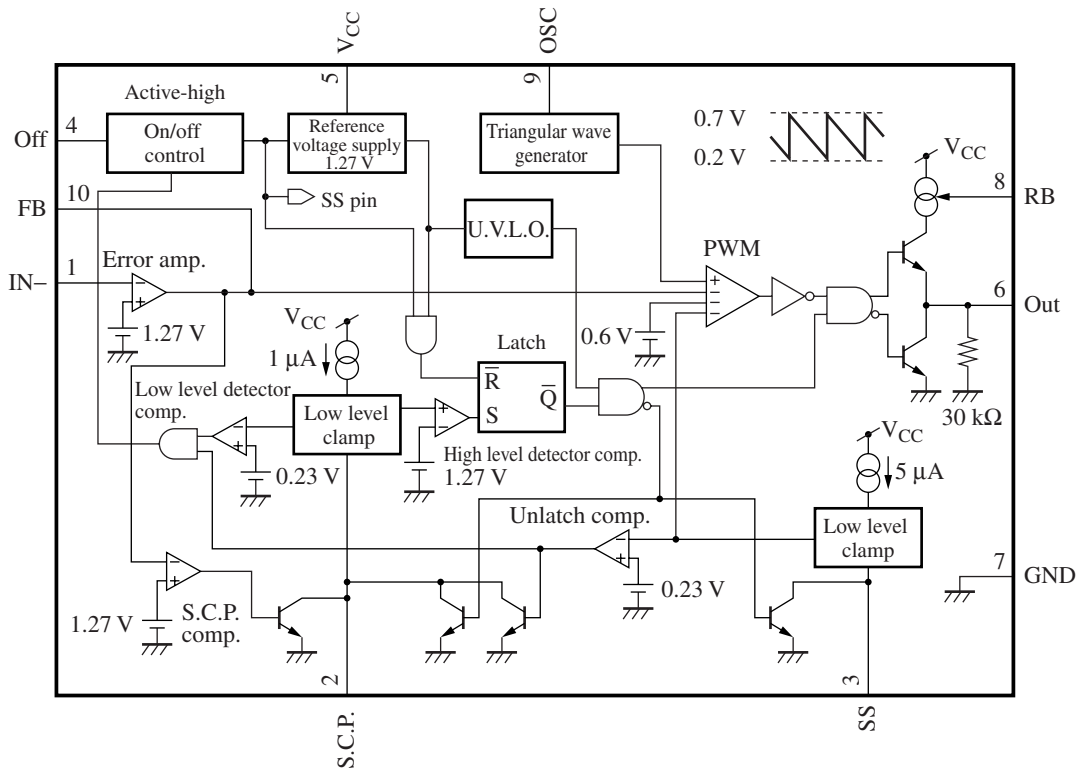 VCC
OSC
5
9
Active-high
Off
4
On/off
control
Reference
voltage supply
1.27 V
Triangular wave
generator
0.7 V
0.2 V
VCC
8
RB
SS pin
FB
10
U.V.L.O.
PWM
IN−
1
Error amp.
1.27 V
6
Out
VCC
1 µA
0.6 V
Latch
R
S
Q
Low level detector
comp.
Low level
clamp
30 kΩ
0.23 V
High level detector comp.
1.27 V
VCC
5 µA
Unlatch comp.
Low level
clamp
0.23 V
7
GND
1.27 V
S.C.P.
comp.
2
3
S.C.P.
SS
+
−
−
−
−
+
−
+
+
−
−
+
−
+